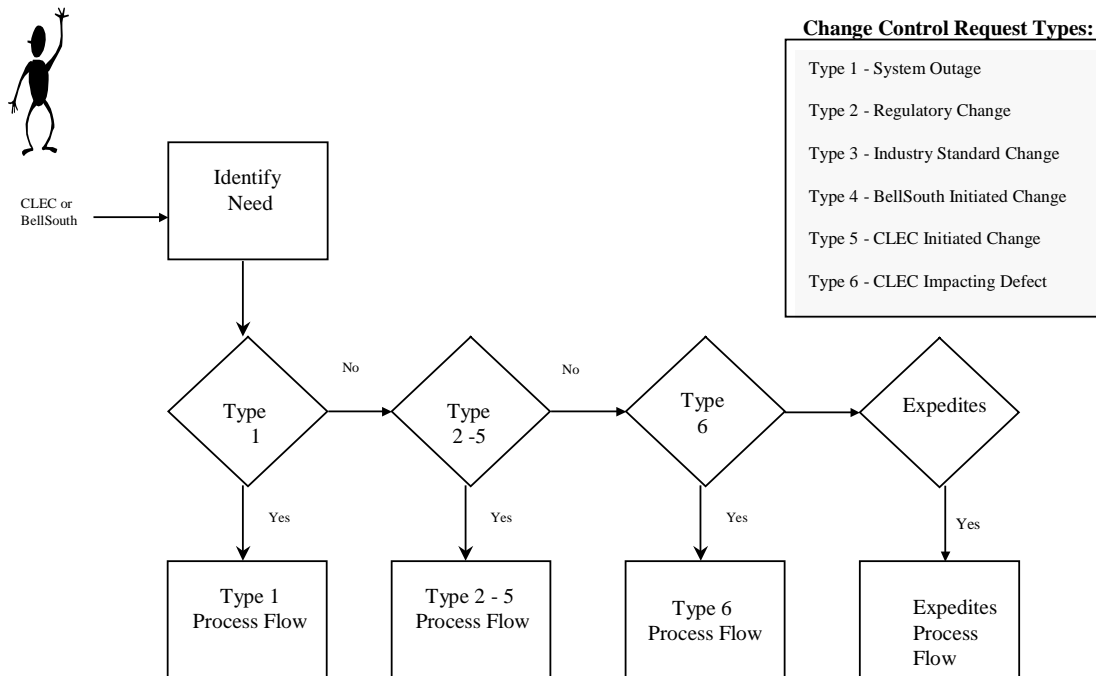 Change Control Request Types:
Type 1 - System Outage
Type 2 - Regulatory Change
Type 3 - Industry Standard Change
Type 4 - BellSouth Initiated Change
Type 5 - CLEC Initiated Change
Type 6 - CLEC Impacting Defect
CLEC or
BellSouth
Identify
Need
Type
1
No
Type
2 -5
No
Type
6
Expedites
Yes
Yes
Yes
Yes
Type 1
Process Flow
Type 2 - 5
Process Flow
Type 6
Process Flow
Expedites
Process
Flow